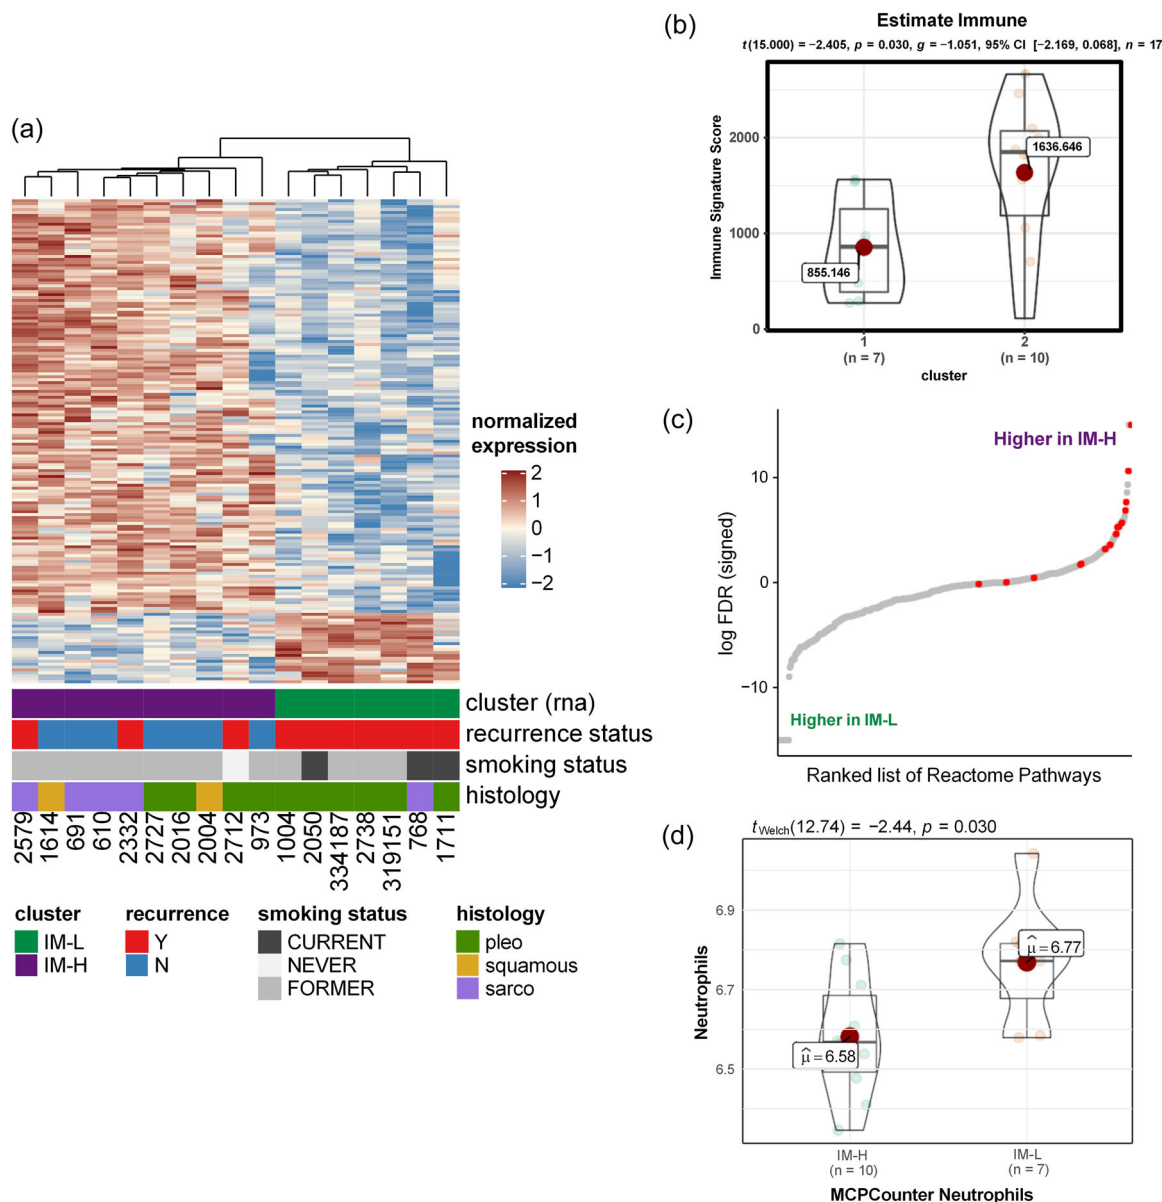 (a)
normalized
expression
2
1
0
−1
−2
cluster (rna)
recurrence status
smoking status
histology
2579
1614
691
610
2332
2727
2016
2004
2712
973
1004
2050
334187
2738
319151
768
1711
cluster
IM-L
IM-H
recurrence
Y
N
smoking status
CURRENT
NEVER
FORMER
histology
pleo
squamous
sarco
(b)
Estimate Immune
t(15.000) = −2.405, p = 0.030, g = −1.051, 95% CI [−2.169, 0.068], n = 17
Immune Signature Score
2000
1000
0
1636.646
855.146
1
(n = 7)
2
(n = 10)
cluster
(c)
Higher in IM-H
log FDR (signed)
10
0
−10
Higher in IM-L
Ranked list of Reactome Pathways
(d)
t Welch(12.74) = −2.44, p = 0.030
Neutrophils
6.9
6.7
6.5
μ̂ = 6.77
μ̂ = 6.58
IM-H
(n = 10)
IM-L
(n = 7)
MCPCounter Neutrophils